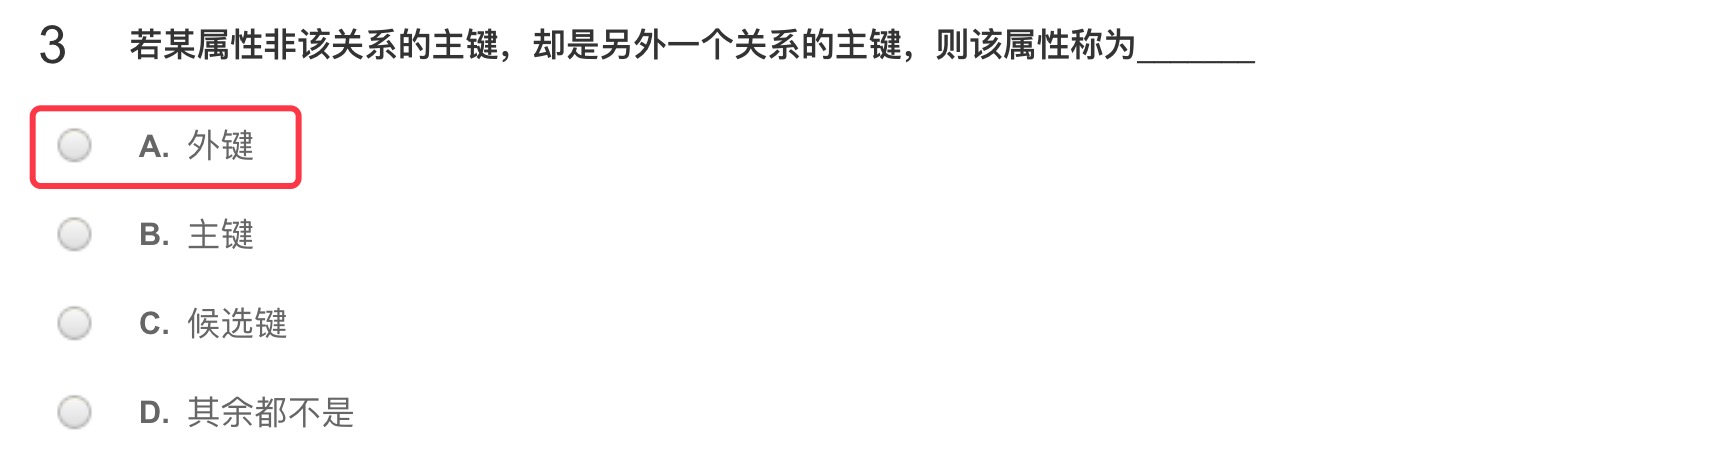 3 若某属性非该关系的主键，却是另外一个关系的主键，则该属性称为_______
A. 外键
B. 主键
C. 候选键
D. 其余都不是